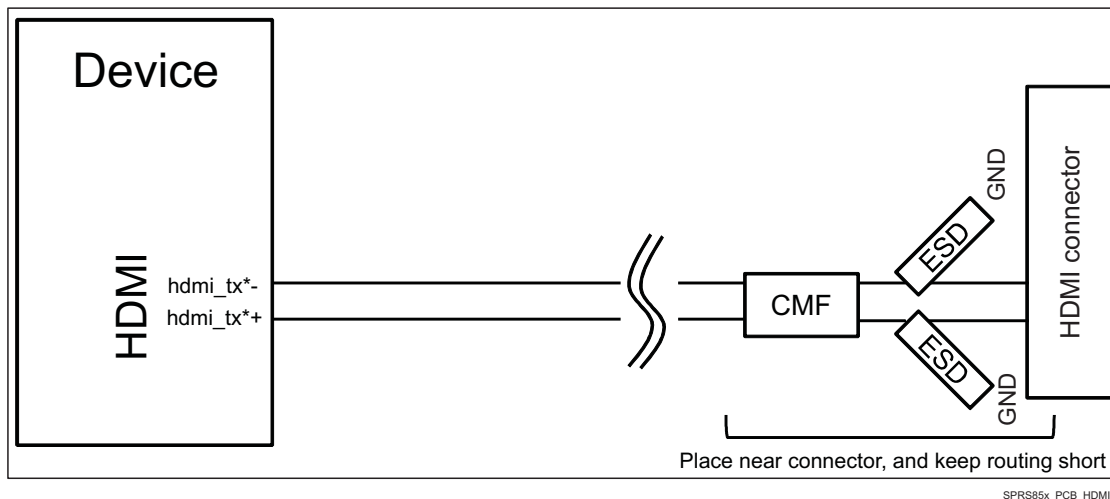 Device
HDMI
hdmi_tx*-
hdmi_tx*+
CMF
ESD
GND
ESD
GND
HDMI connector
Place near connector, and keep routing short
SPRS85x_PCB_HDMI